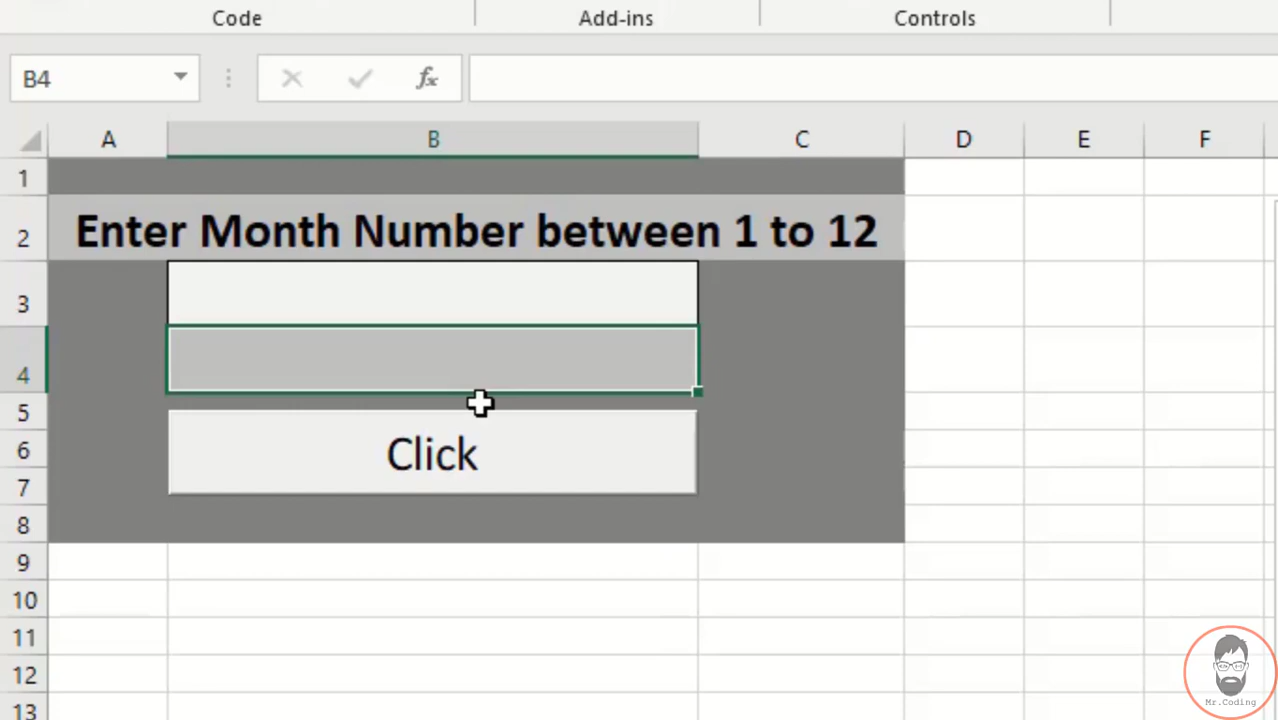 Code Add-ins Controls
B4 fx
A B C D E F
1
2 Enter Month Number between 1 to 12
3
4
5
6 Click
7
8
9
10
11
12
13
Mr.Coding